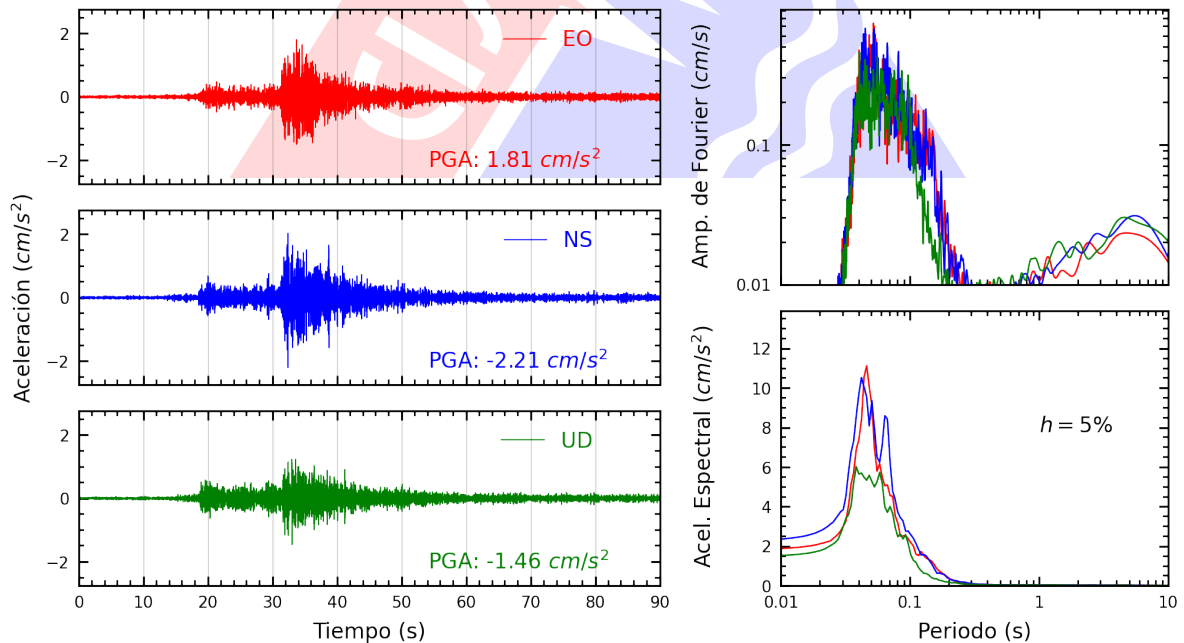 Aceleración (cm/s²)
2
0
−2
EO
PGA: 1.81 cm/s²
2
0
−2
NS
PGA: -2.21 cm/s²
2
0
−2
UD
PGA: -1.46 cm/s²
0 10 20 30 40 50 60 70 80 90
Tiempo (s)
Amp. de Fourier (cm/s)
0.1
0.01
Acel. Espectral (cm/s²)
12
10
8
6
4
2
0
h = 5%
0.01 0.1 1 10
Periodo (s)